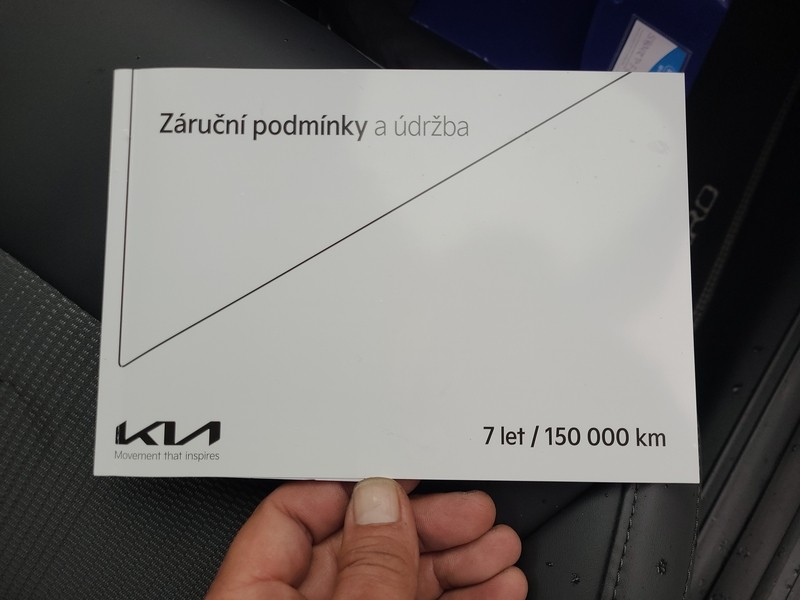 Záruční podmínky a údržba
KIA
Movement that inspires
7 let / 150 000 km